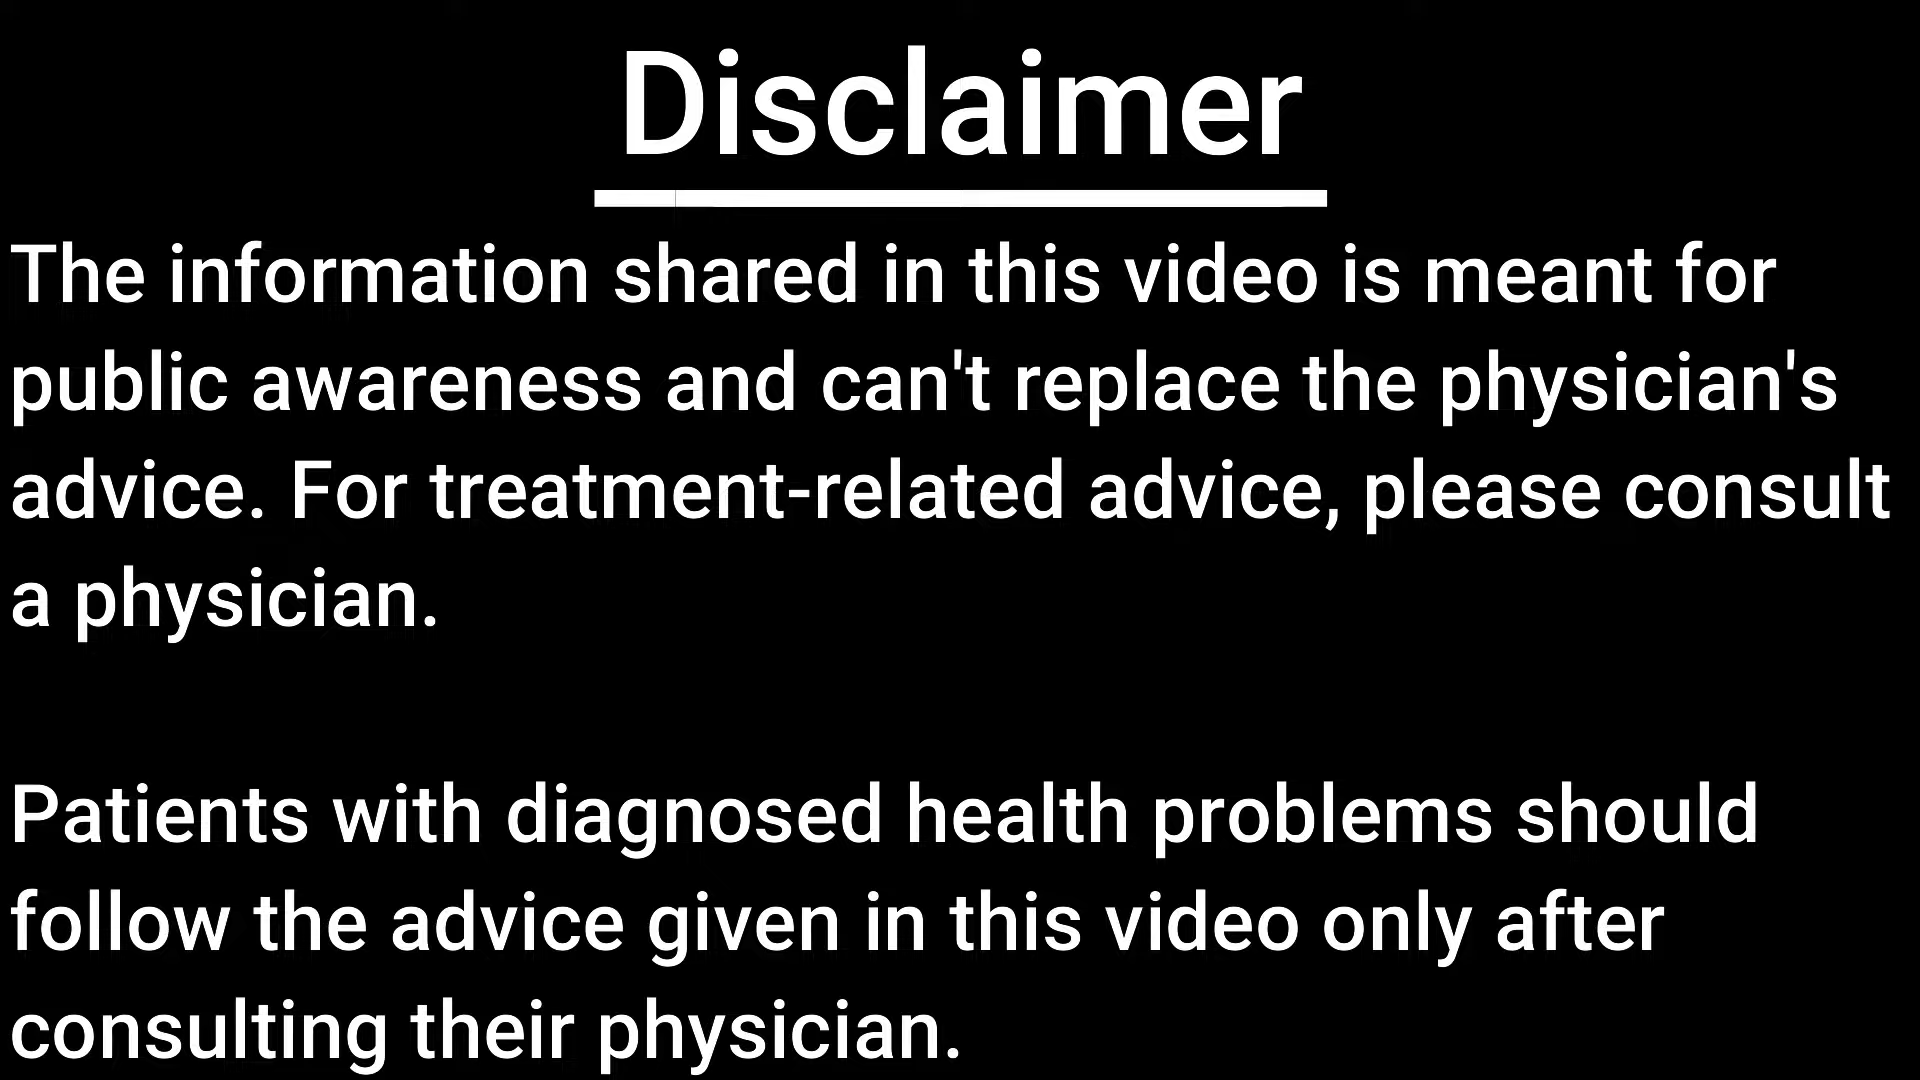 Disclaimer
The information shared in this video is meant for
public awareness and can't replace the physician's
advice. For treatment-related advice, please consult
a physician.
Patients with diagnosed health problems should
follow the advice given in this video only after
consulting their physician.